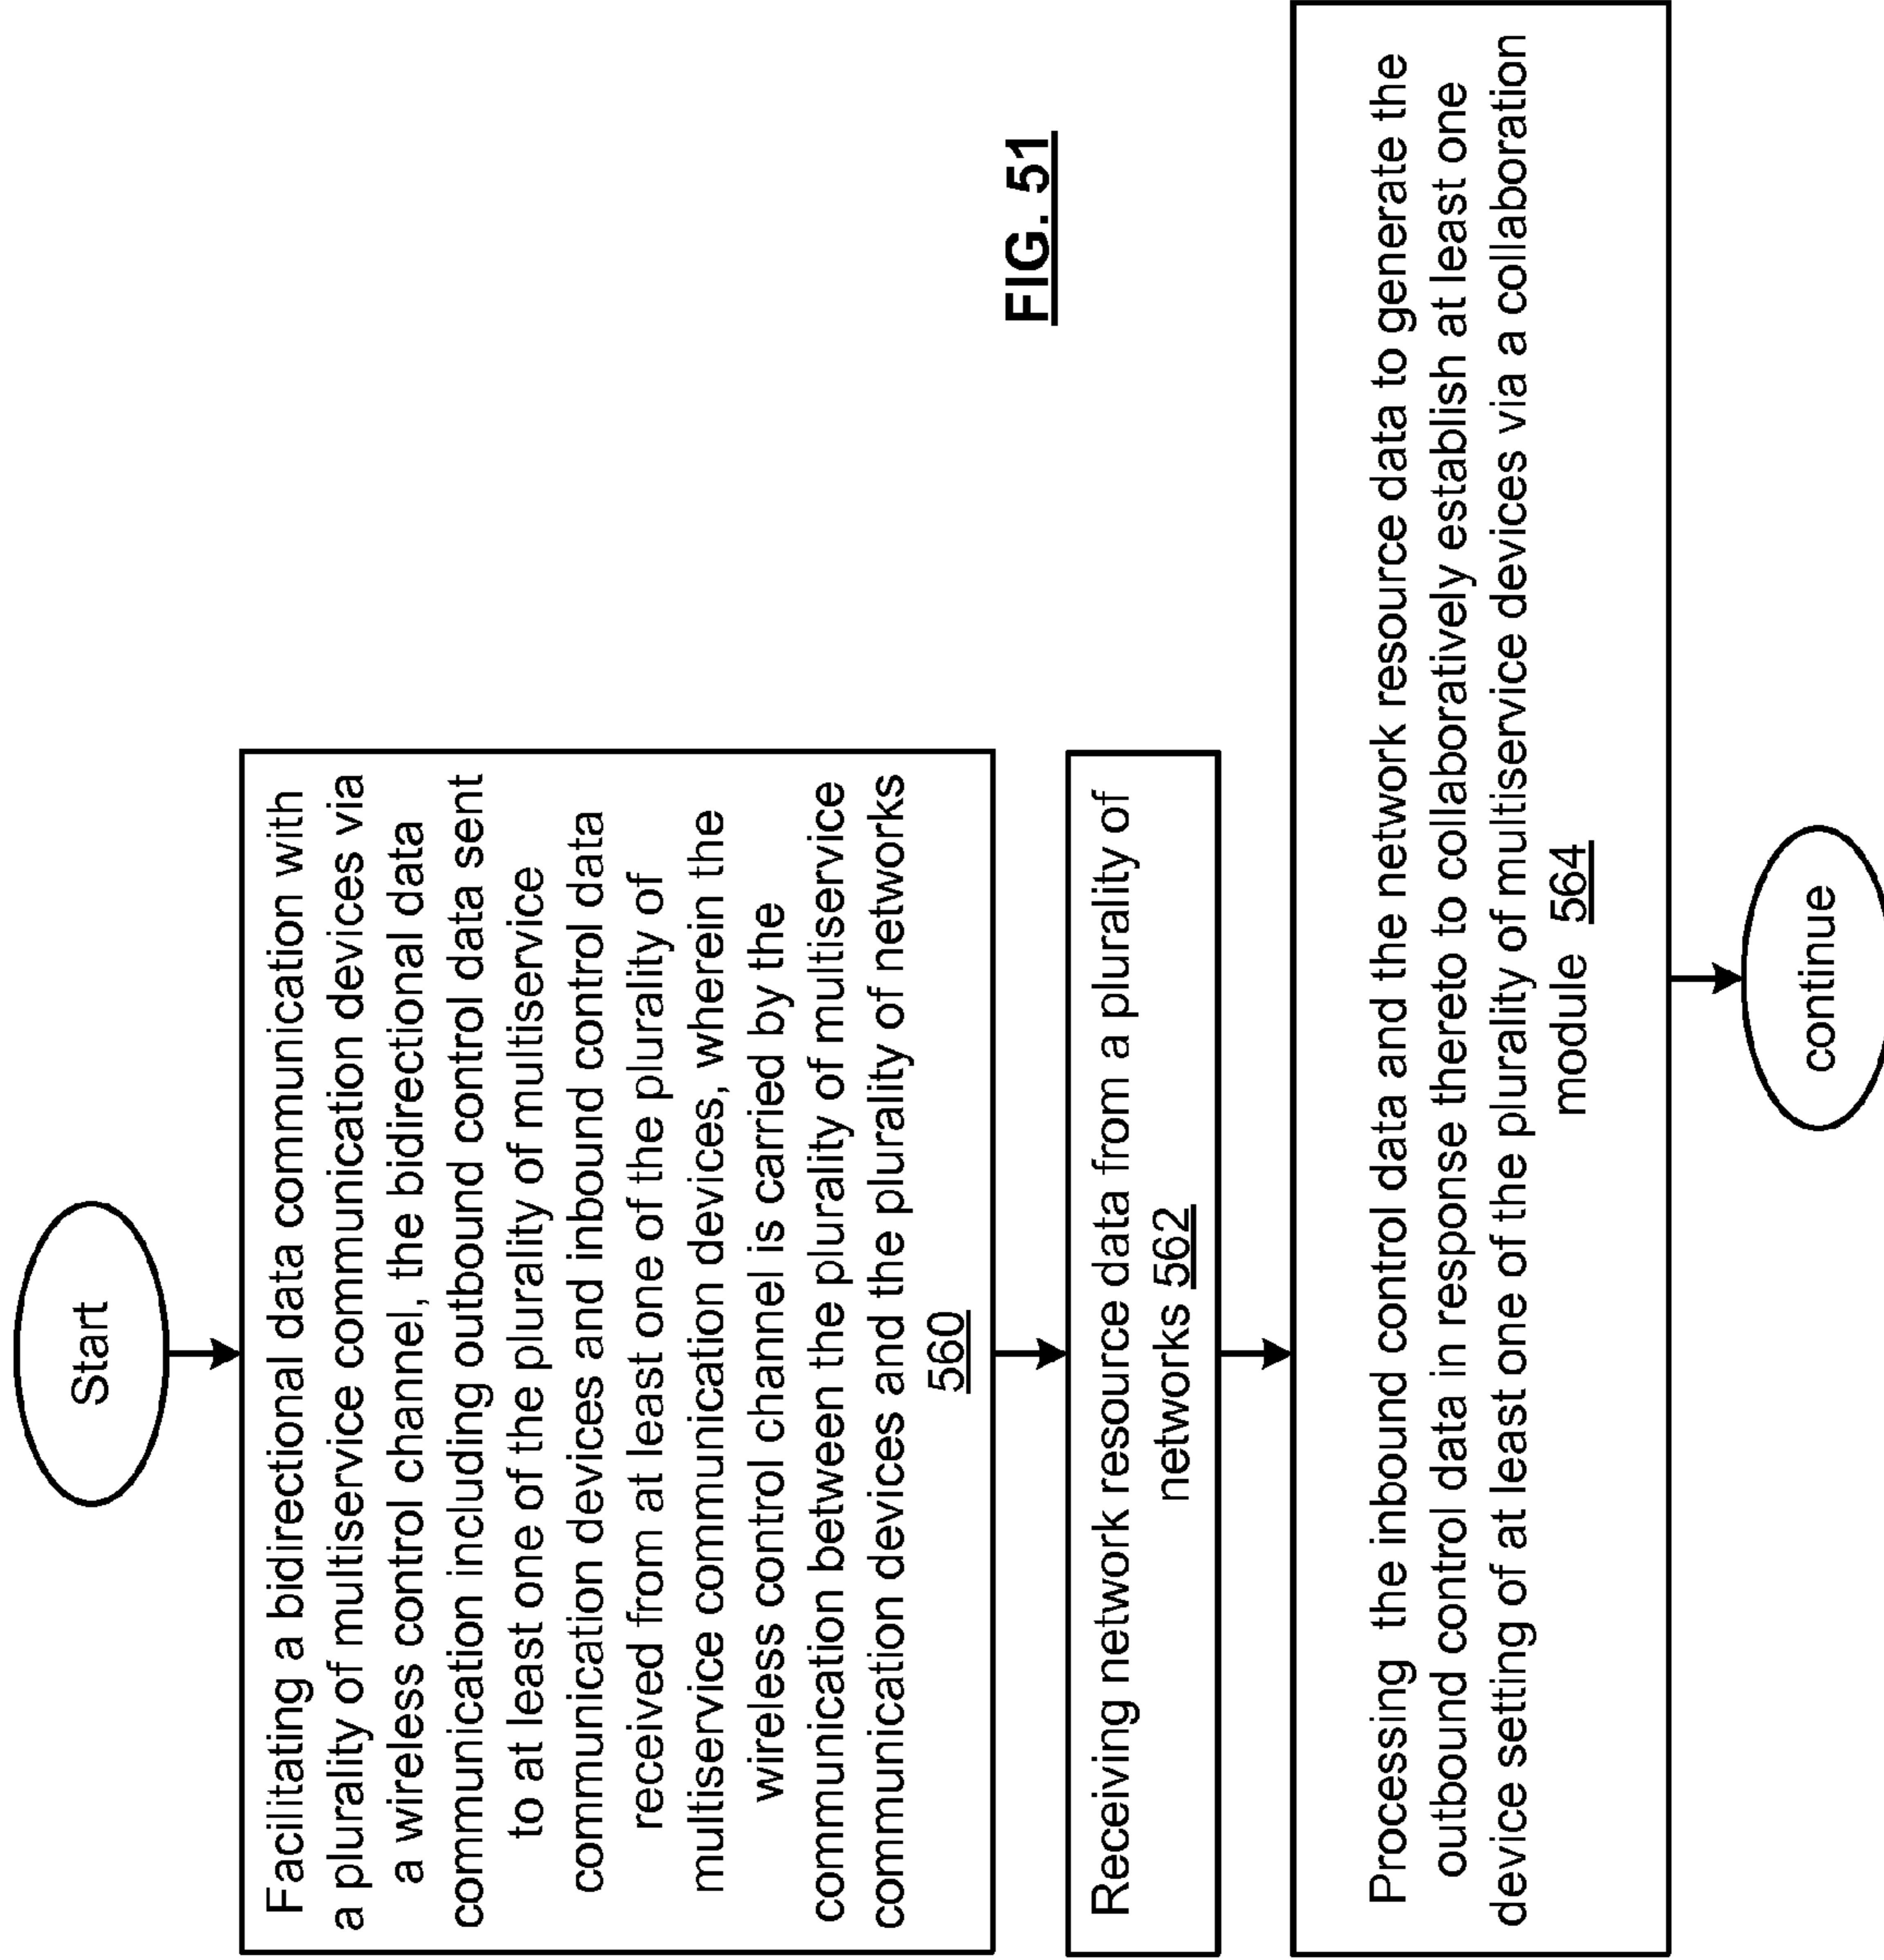 Start
Facilitating a bidirectional data communication with
a plurality of multiservice communication devices via
a wireless control channel, the bidirectional data
communication including outbound control data sent
to at least one of the plurality of multiservice
communication devices and inbound control data
received from at least one of the plurality of
multiservice communication devices, wherein the
wireless control channel is carried by the
communication between the plurality of multiservice
communication devices and the plurality of networks
560
Receiving network resource data from a plurality of
networks 562
Processing the inbound control data and the network resource data to generate the
outbound control data in response thereto to collaboratively establish at least one
device setting of at least one of the plurality of multiservice devices via a collaboration
module 564
continue
FIG. 51